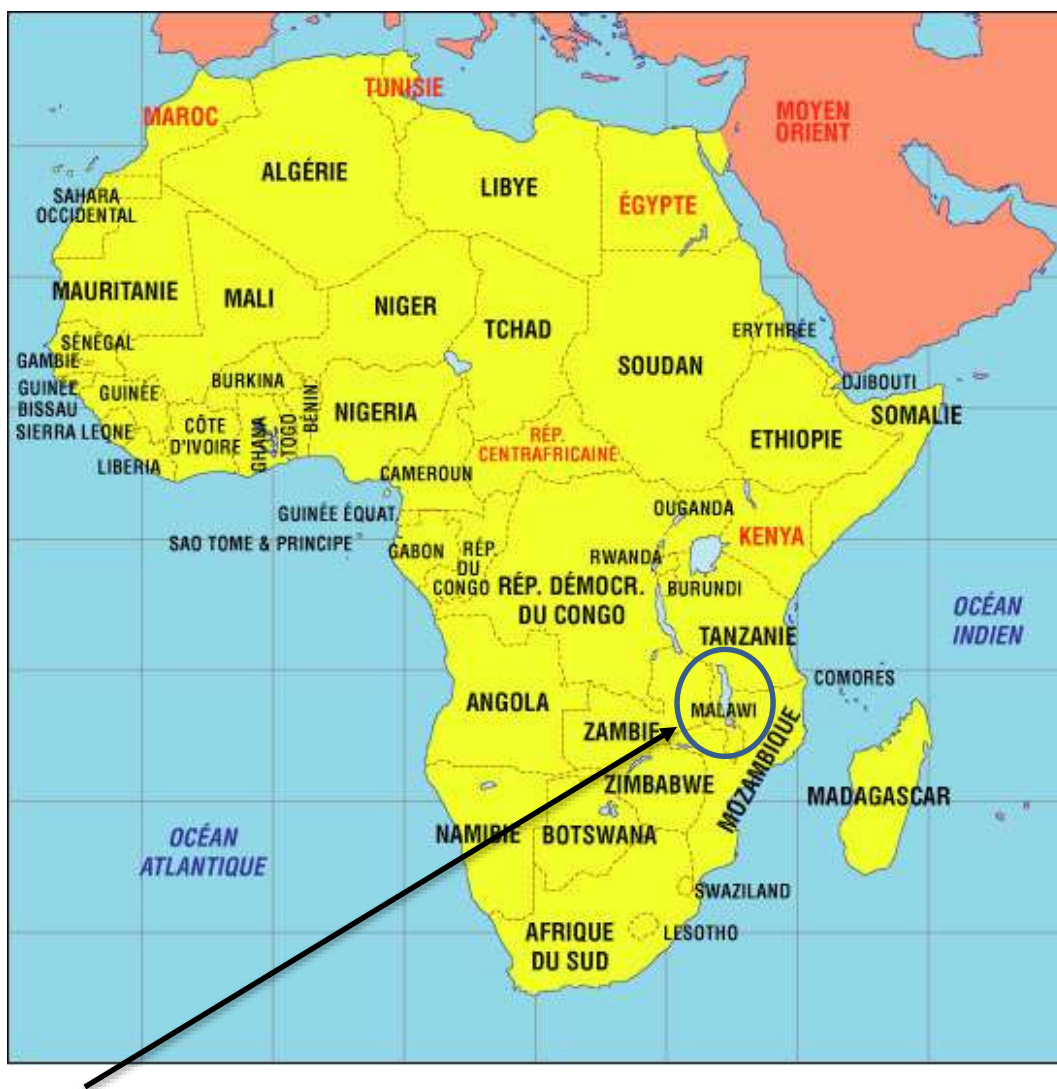 TUNISIE
MAROC
MOYEN
ORIENT
ALGÉRIE
LIBYE
ÉGYPTE
SAHARA
OCCIDENTAL
MAURITANIE
MALI
NIGER
TCHAD
SOUDAN
ERYTHRÉE
SÉNÉGAL
GAMBIE
GUINÉE
BISSAU
GUINÉE
BURKINA
BÉNIN
TOGO
GHANA
NIGERIA
DJIBOUTI
SOMALIE
ETHIOPIE
SIERRA LEONE
CÔTE
D'IVOIRE
LIBERIA
RÉP.
CENTRAFRICAINE
CAMEROUN
GUINÉE ÉQUAT.
SAO TOME & PRINCIPE
GABON
RÉP.
DU
CONGO
OUGANDA
KENYA
RWANDA
BURUNDI
RÉP. DÉMOCR.
DU CONGO
TANZANIE
OCÉAN
INDIEN
COMORES
ANGOLA
MALAWI
ZAMBIE
MOZAMBIQUE
ZIMBABWE
MADAGASCAR
OCÉAN
ATLANTIQUE
NAMIBIE
BOTSWANA
SWAZILAND
LESOTHO
AFRIQUE
DU SUD